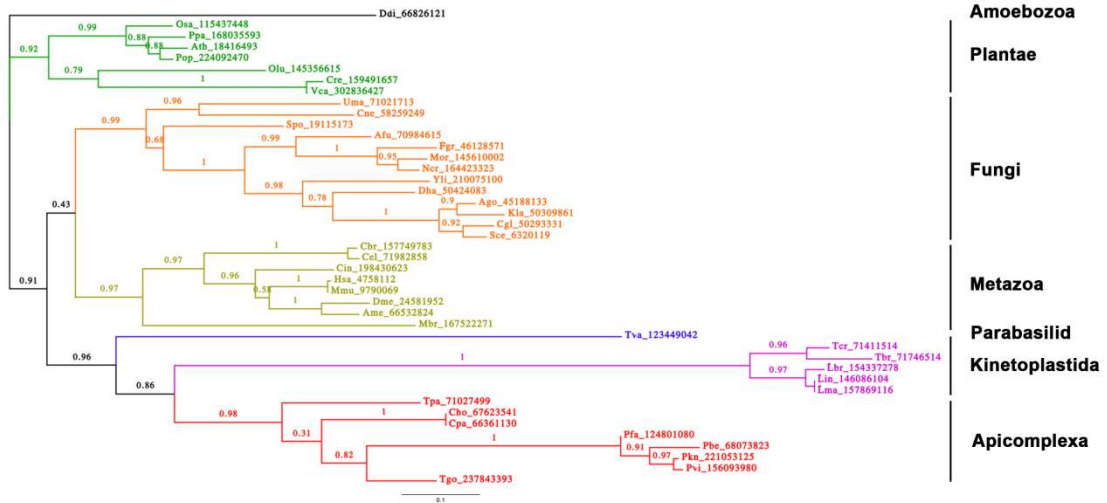 Ddi_66826121
Amoebozoa
0.99
Osa_115437448
0.88
Ppa_168035593
0.88
Ath_18416493
Pop_224092470
0.92
Plantae
0.79
Olu_145356615
1
Cre_159491657
Vca_302836427
0.96
Uma_71021713
Cne_58259249
0.99
Spo_19115173
0.68
0.99
Afu_70984615
1
Fgr_46128571
0.95
Mor_145610002
Ncr_164423323
1
Fungi
0.98
Yli_210075100
0.78
Dha_50424083
0.9
Ago_45188133
1
Kla_50309861
0.92
Cgl_50293331
Sce_6320119
0.43
1
Cbr_157749783
Cel_71982858
0.97
0.96
Cin_198430623
1
Hsa_4758112
Mmu_9790069
0.58
Metazoa
1
Dme_24581952
Ame_66532824
0.97
Mbr_167522271
0.91
Tva_123449042
Parabasilid
0.96
0.96
Tcr_71411514
Tbr_71746514
1
Kinetoplastida
0.97
Lbr_154337278
Lin_146086104
Lma_157869116
0.86
0.98
Tpa_71027499
1
Cho_67623541
Cpa_66361130
0.31
1
Pfa_124801080
Apicomplexa
0.91
Pbe_68073823
0.97
Pkn_221053125
Pvi_156093980
0.82
Tgo_237843393
0.1